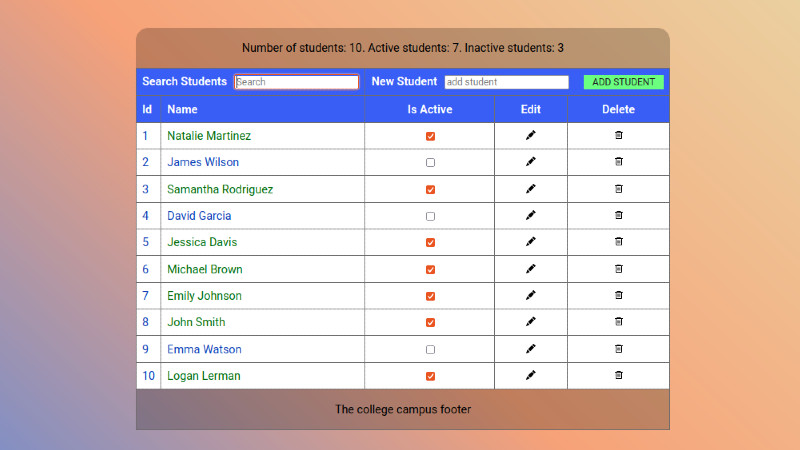 Number of students: 10. Active students: 7. Inactive students: 3
Search Students Search New Student add student ADD STUDENT
Id Name Is Active Edit Delete
1 Natalie Martinez
2 James Wilson
3 Samantha Rodriguez
4 David Garcia
5 Jessica Davis
6 Michael Brown
7 Emily Johnson
8 John Smith
9 Emma Watson
10 Logan Lerman
The college campus footer